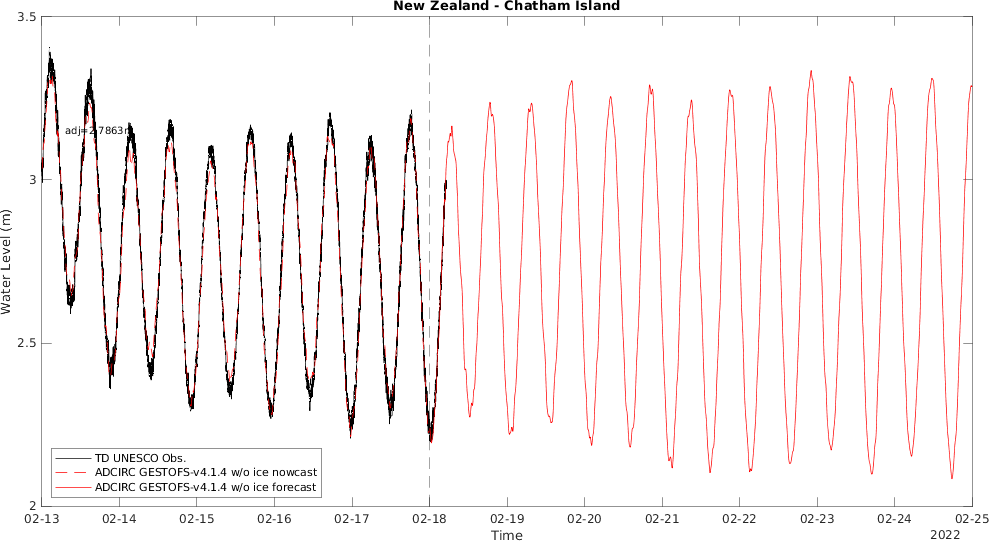 New Zealand - Chatham Island
3.5
3
2.5
2
Water Level (m)
adj=2.7863m
TD UNESCO Obs.
ADCIRC GESTOFS-v4.1.4 w/o ice nowcast
ADCIRC GESTOFS-v4.1.4 w/o ice forecast
02-13 02-14 02-15 02-16 02-17 02-18 02-19 02-20 02-21 02-22 02-23 02-24 02-25
Time
2022